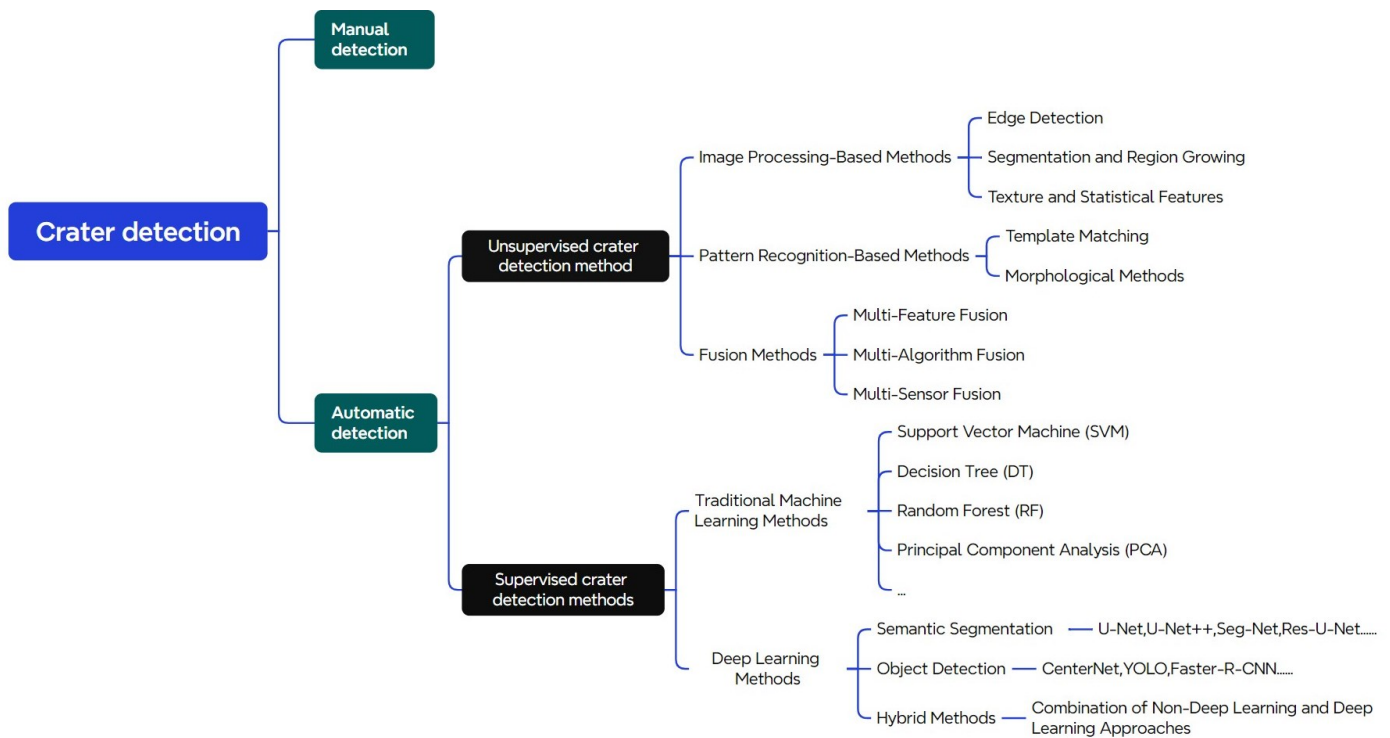 Manual
detection
Crater detection
Automatic
detection
Unsupervised crater
detection method
Image Processing-Based Methods
Edge Detection
Segmentation and Region Growing
Texture and Statistical Features
Pattern Recognition-Based Methods
Template Matching
Morphological Methods
Fusion Methods
Multi-Feature Fusion
Multi-Algorithm Fusion
Multi-Sensor Fusion
Supervised crater
detection methods
Traditional Machine
Learning Methods
Support Vector Machine (SVM)
Decision Tree (DT)
Random Forest (RF)
Principal Component Analysis (PCA)
...
Deep Learning
Methods
Semantic Segmentation
U-Net,U-Net++,Seg-Net,Res-U-Net......
Object Detection
CenterNet,YOLO,Faster-R-CNN......
Hybrid Methods
Combination of Non-Deep Learning and Deep
Learning Approaches